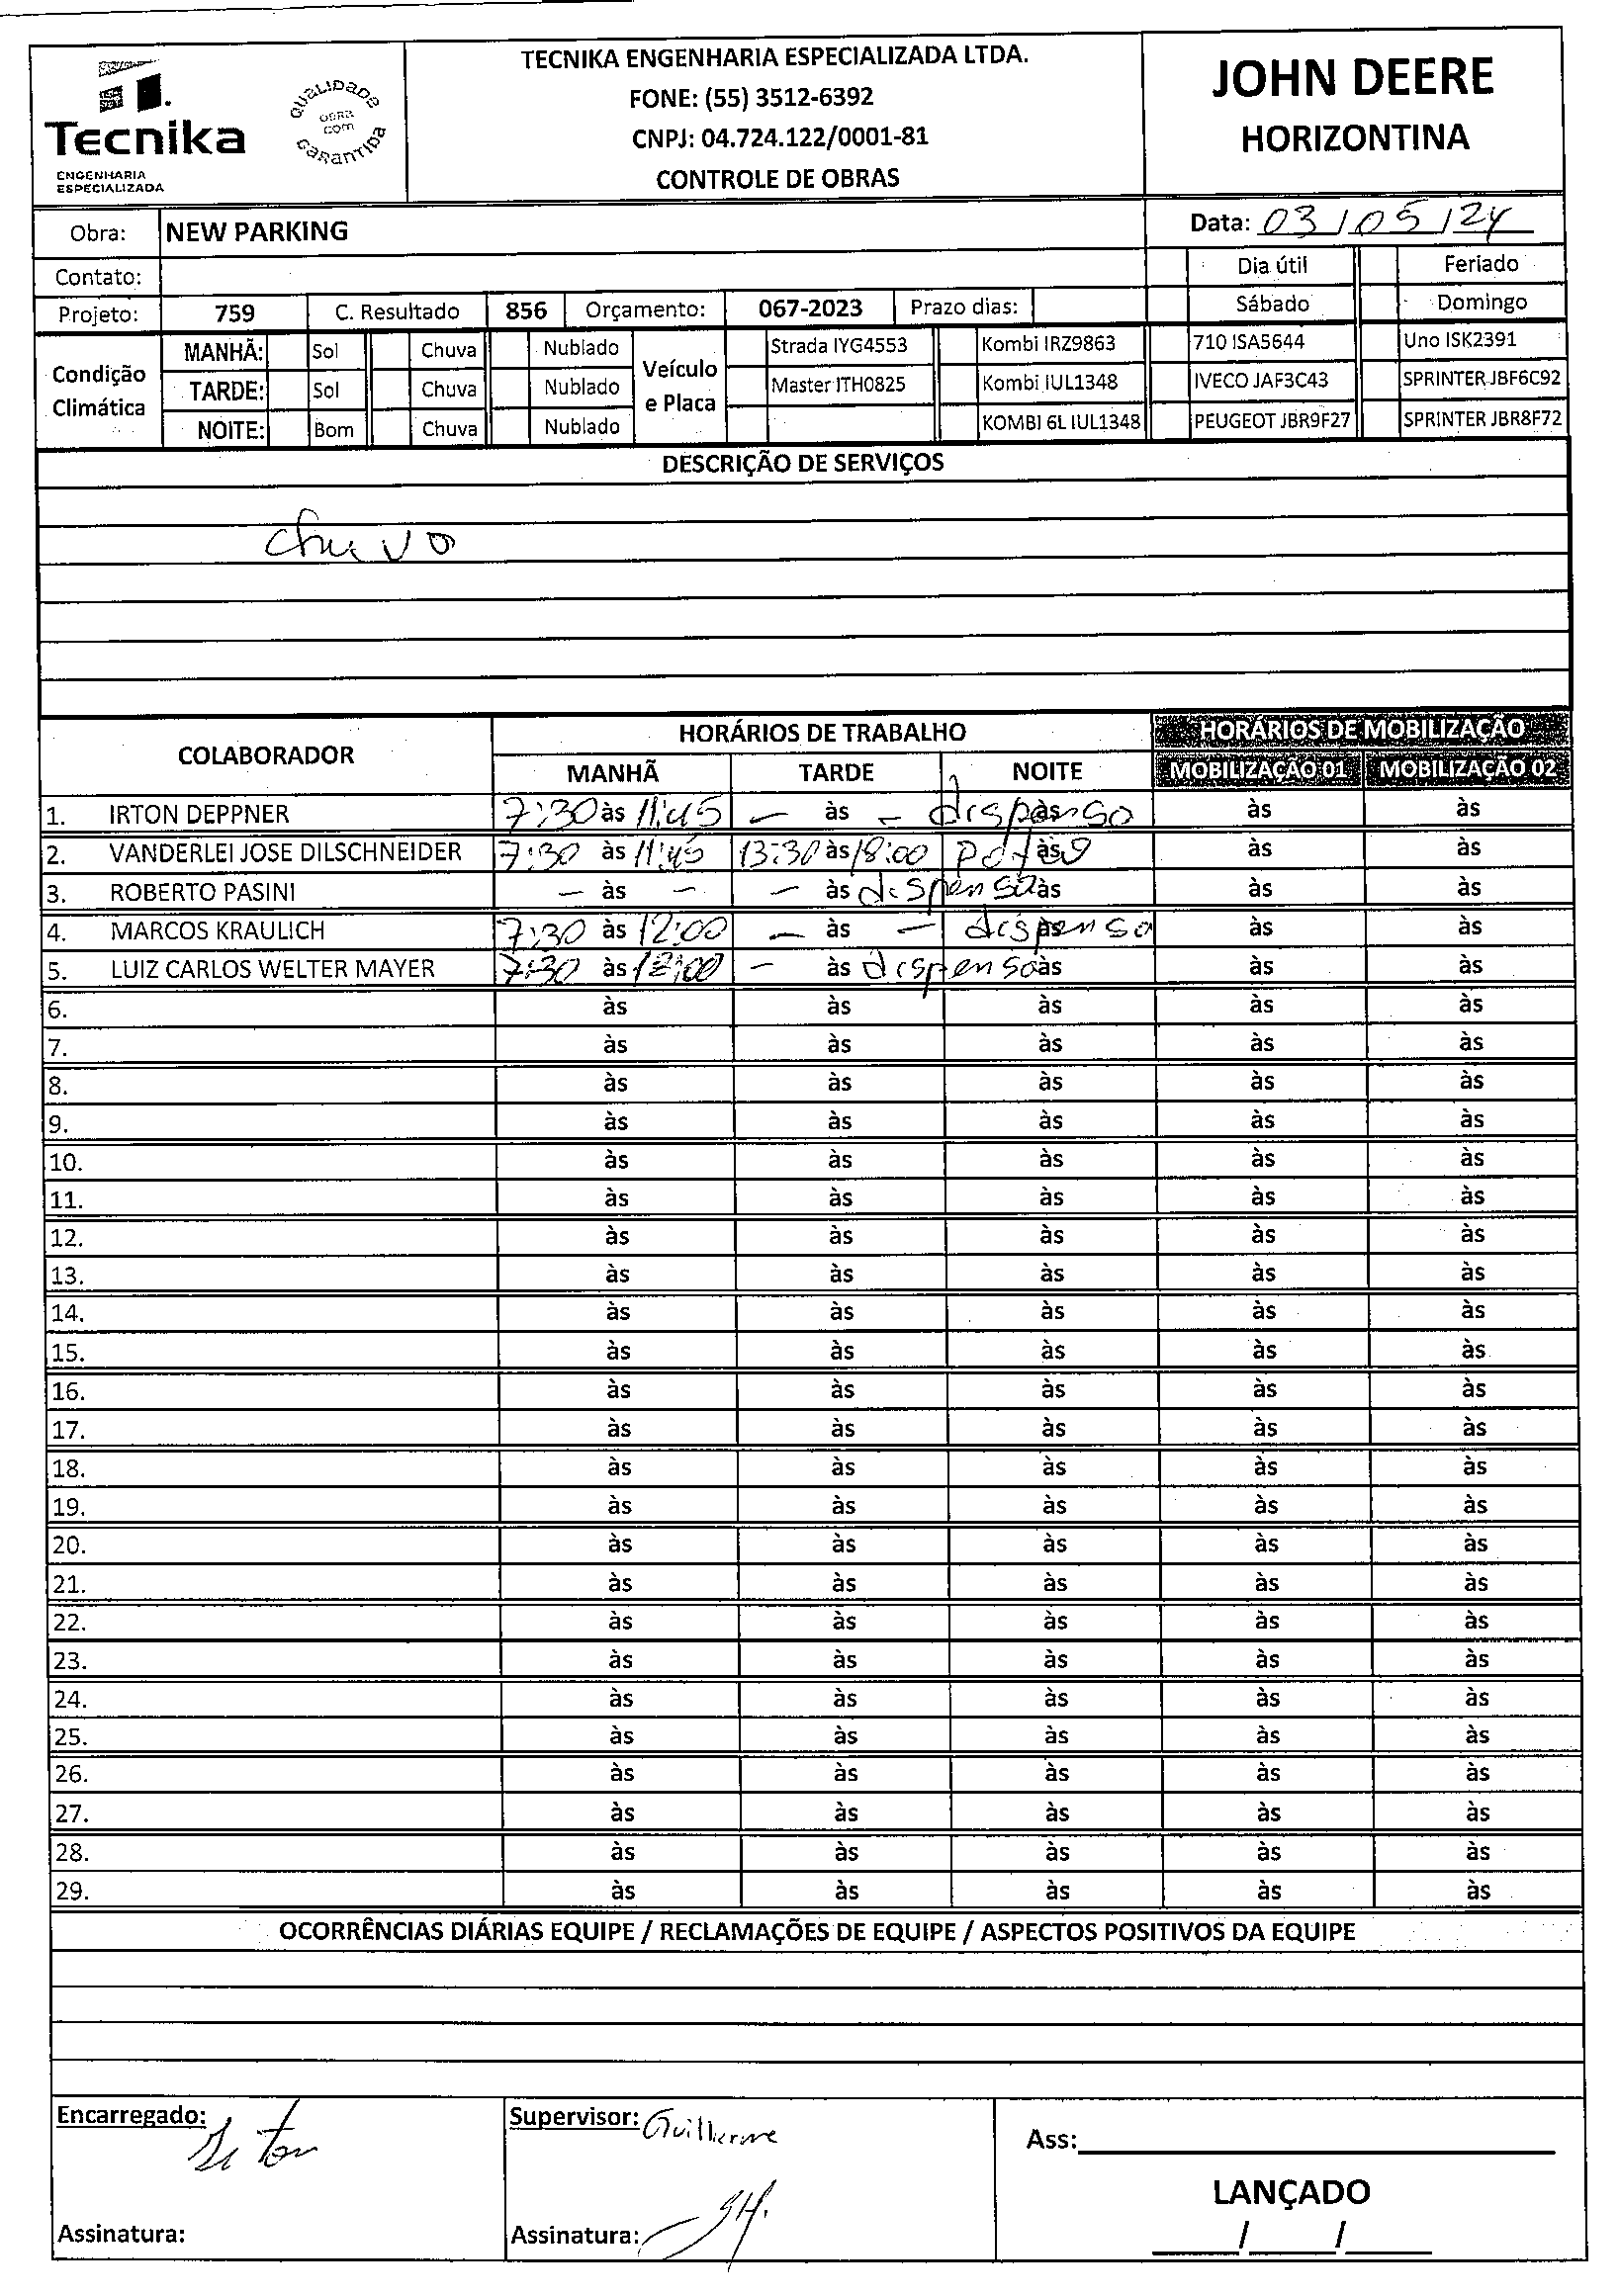 Tecnika
ENGENHARIA
ESPECIALIZADA
QUALIDADE
OBRA
COM
GARANTIDA
TECNIKA ENGENHARIA ESPECIALIZADA LTDA.
FONE: (55) 3512-6392
CNPJ: 04.724.122/0001-81
CONTROLE DE OBRAS
JOHN DEERE
HORIZONTINA
Obra: NEW PARKING
Data: 03/05/24
Contato:
Dia útil Feriado
Projeto: 759 C. Resultado 856 Orçamento: 067-2023 Prazo dias: Sábado Domingo
Condição Climática
MANHÃ: Sol Chuva Nublado
TARDE: Sol Chuva Nublado
NOITE: Bom Chuva Nublado
Veículo e Placa
Strada IYG4553 Kombi IRZ9863 710 ISA5644 Uno ISK2391
Master ITH0825 Kombi IUL1348 IVECO JAF3C43 SPRINTER JBF6C92
KOMBI 6L IUL1348 PEUGEOT JBR9F27 SPRINTER JBR8F72
DESCRIÇÃO DE SERVIÇOS
chuva
COLABORADOR HORÁRIOS DE TRABALHO HORÁRIOS DE MOBILIZAÇÃO
MANHÃ TARDE NOITE MOBILIZAÇÃO 01 MOBILIZAÇÃO 02
1. IRTON DEPPNER 7:30 às 11:45 - às - dispensa às às às
2. VANDERLEI JOSE DILSCHNEIDER 7:30 às 11:45 13:30 às 18:00 às às às
3. ROBERTO PASINI - às - - às dispensa às às às
4. MARCOS KRAULICH 7:30 às 12:00 - às - dispensa às às às
5. LUIZ CARLOS WELTER MAYER 7:30 às 12:00 - às dispensa às às às
6. às às às às às
7. às às às às às
8. às às às às às
9. às às às às às
10. às às às às às
11. às às às às às
12. às às às às às
13. às às às às às
14. às às às às às
15. às às às às às
16. às às às às às
17. às às às às às
18. às às às às às
19. às às às às às
20. às às às às às
21. às às às às às
22. às às às às às
23. às às às às às
24. às às às às às
25. às às às às às
26. às às às às às
27. às às às às às
28. às às às às às
29. às às às às às
OCORRÊNCIAS DIÁRIAS EQUIPE / RECLAMAÇÕES DE EQUIPE / ASPECTOS POSITIVOS DA EQUIPE
Encarregado: Irton
Supervisor: Guilherme
Ass:
LANÇADO
Assinatura:
Assinatura:
___/___/___